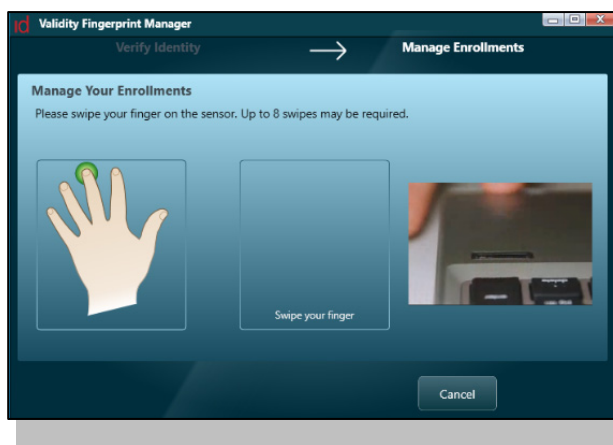 id Validity Fingerprint Manager
Verify Identity
Manage Enrollments
Manage Your Enrollments
Please swipe your finger on the sensor. Up to 8 swipes may be required.
Swipe your finger
Cancel